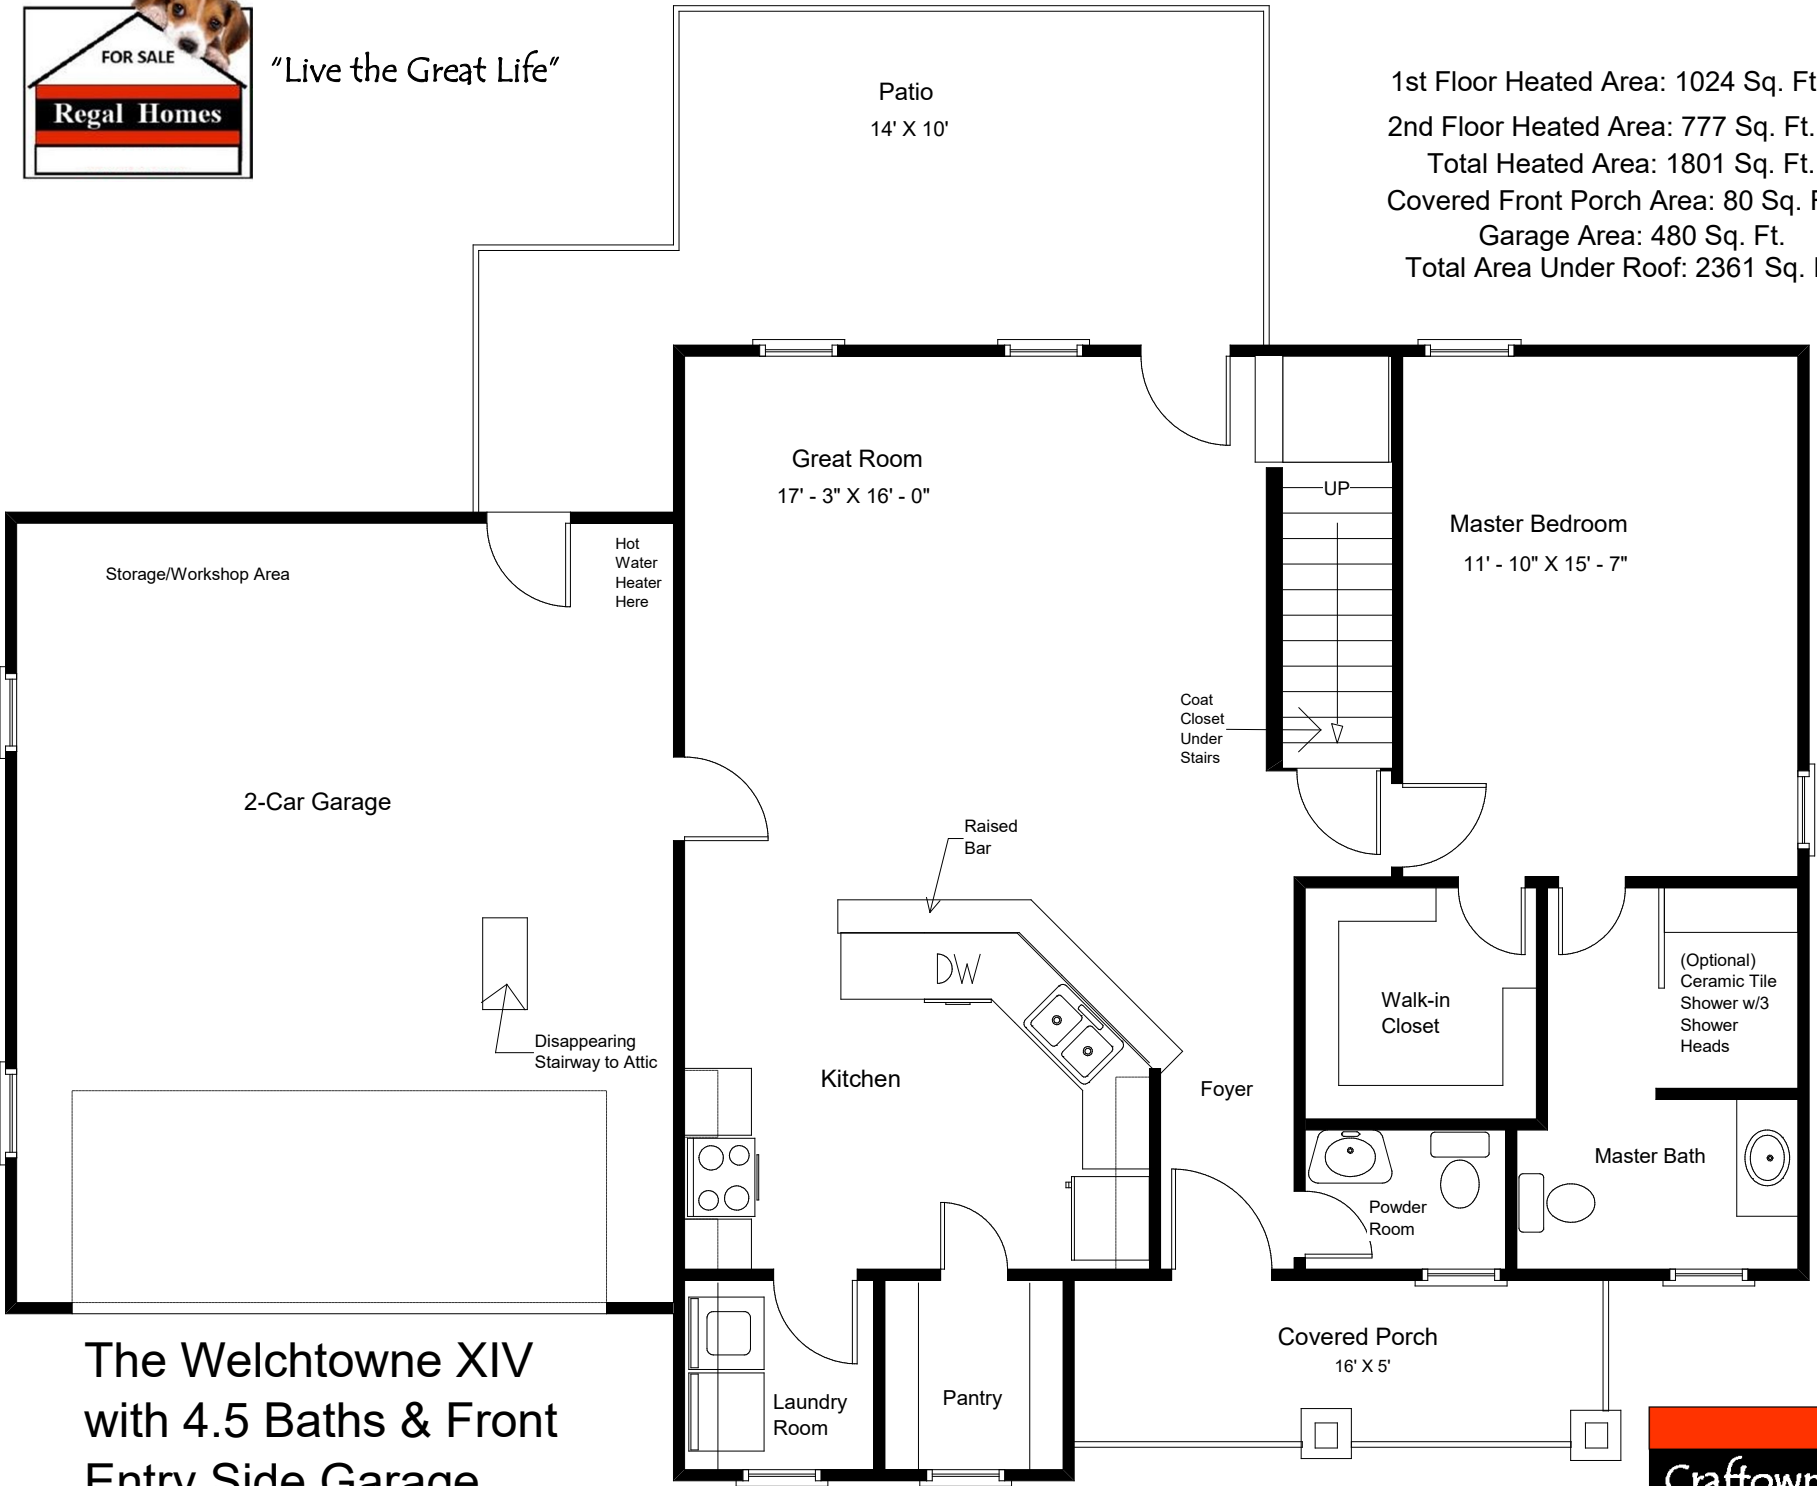 FOR SALE
Regal Homes
"Live the Great Life"
Patio
14' X 10'
1st Floor Heated Area: 1024 Sq. Ft
2nd Floor Heated Area: 777 Sq. Ft.
Total Heated Area: 1801 Sq. Ft.
Covered Front Porch Area: 80 Sq.
Garage Area: 480 Sq. Ft.
Total Area Under Roof: 2361 Sq.
Great Room
17' - 3" X 16' - 0"
UP
Master Bedroom
11' - 10" X 15' - 7"
Storage/Workshop Area
Hot
Water
Heater
Here
Coat
Closet
Under
Stairs
2-Car Garage
Raised
Bar
DW
Disappearing
Stairway to Attic
Kitchen
Foyer
Walk-in
Closet
(Optional)
Ceramic Tile
Shower w/3
Shower
Heads
Master Bath
Powder
Room
Covered Porch
16' X 5'
Laundry
Room
Pantry
The Welchtowne XIV
with 4.5 Baths & Front
Entry Side Garage
Craftown